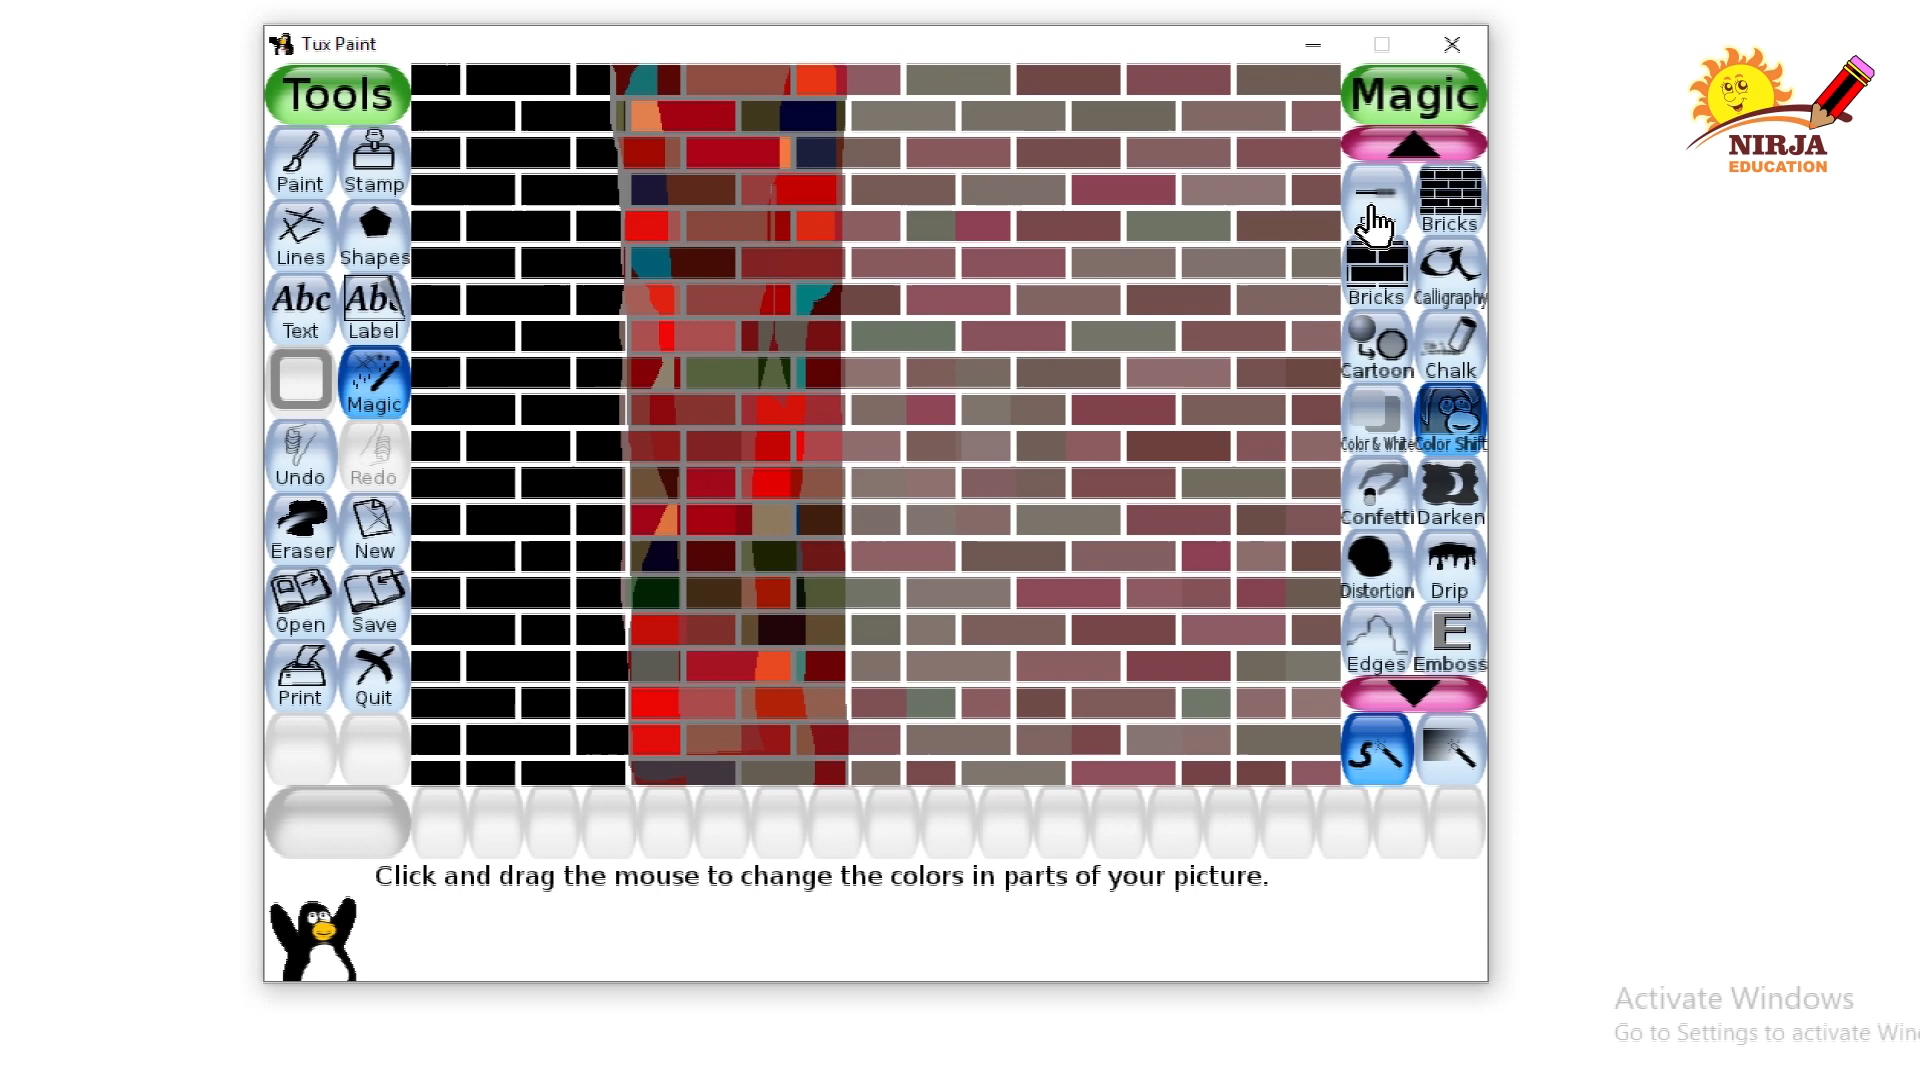 Tux Paint
Tools
Magic
Paint Stamp
Lines Shapes
Abc Abc
Text Label
Magic
Undo Redo
Eraser New
Open Save
Print Quit
Bricks
Bricks Calligraphy
Cartoon Chalk
Color & White Color Shift
Confetti Darken
Distortion Drip
E
Edges Emboss
Click and drag the mouse to change the colors in parts of your picture.
NIRJA
EDUCATION
Activate Windows
Go to Settings to activate Win